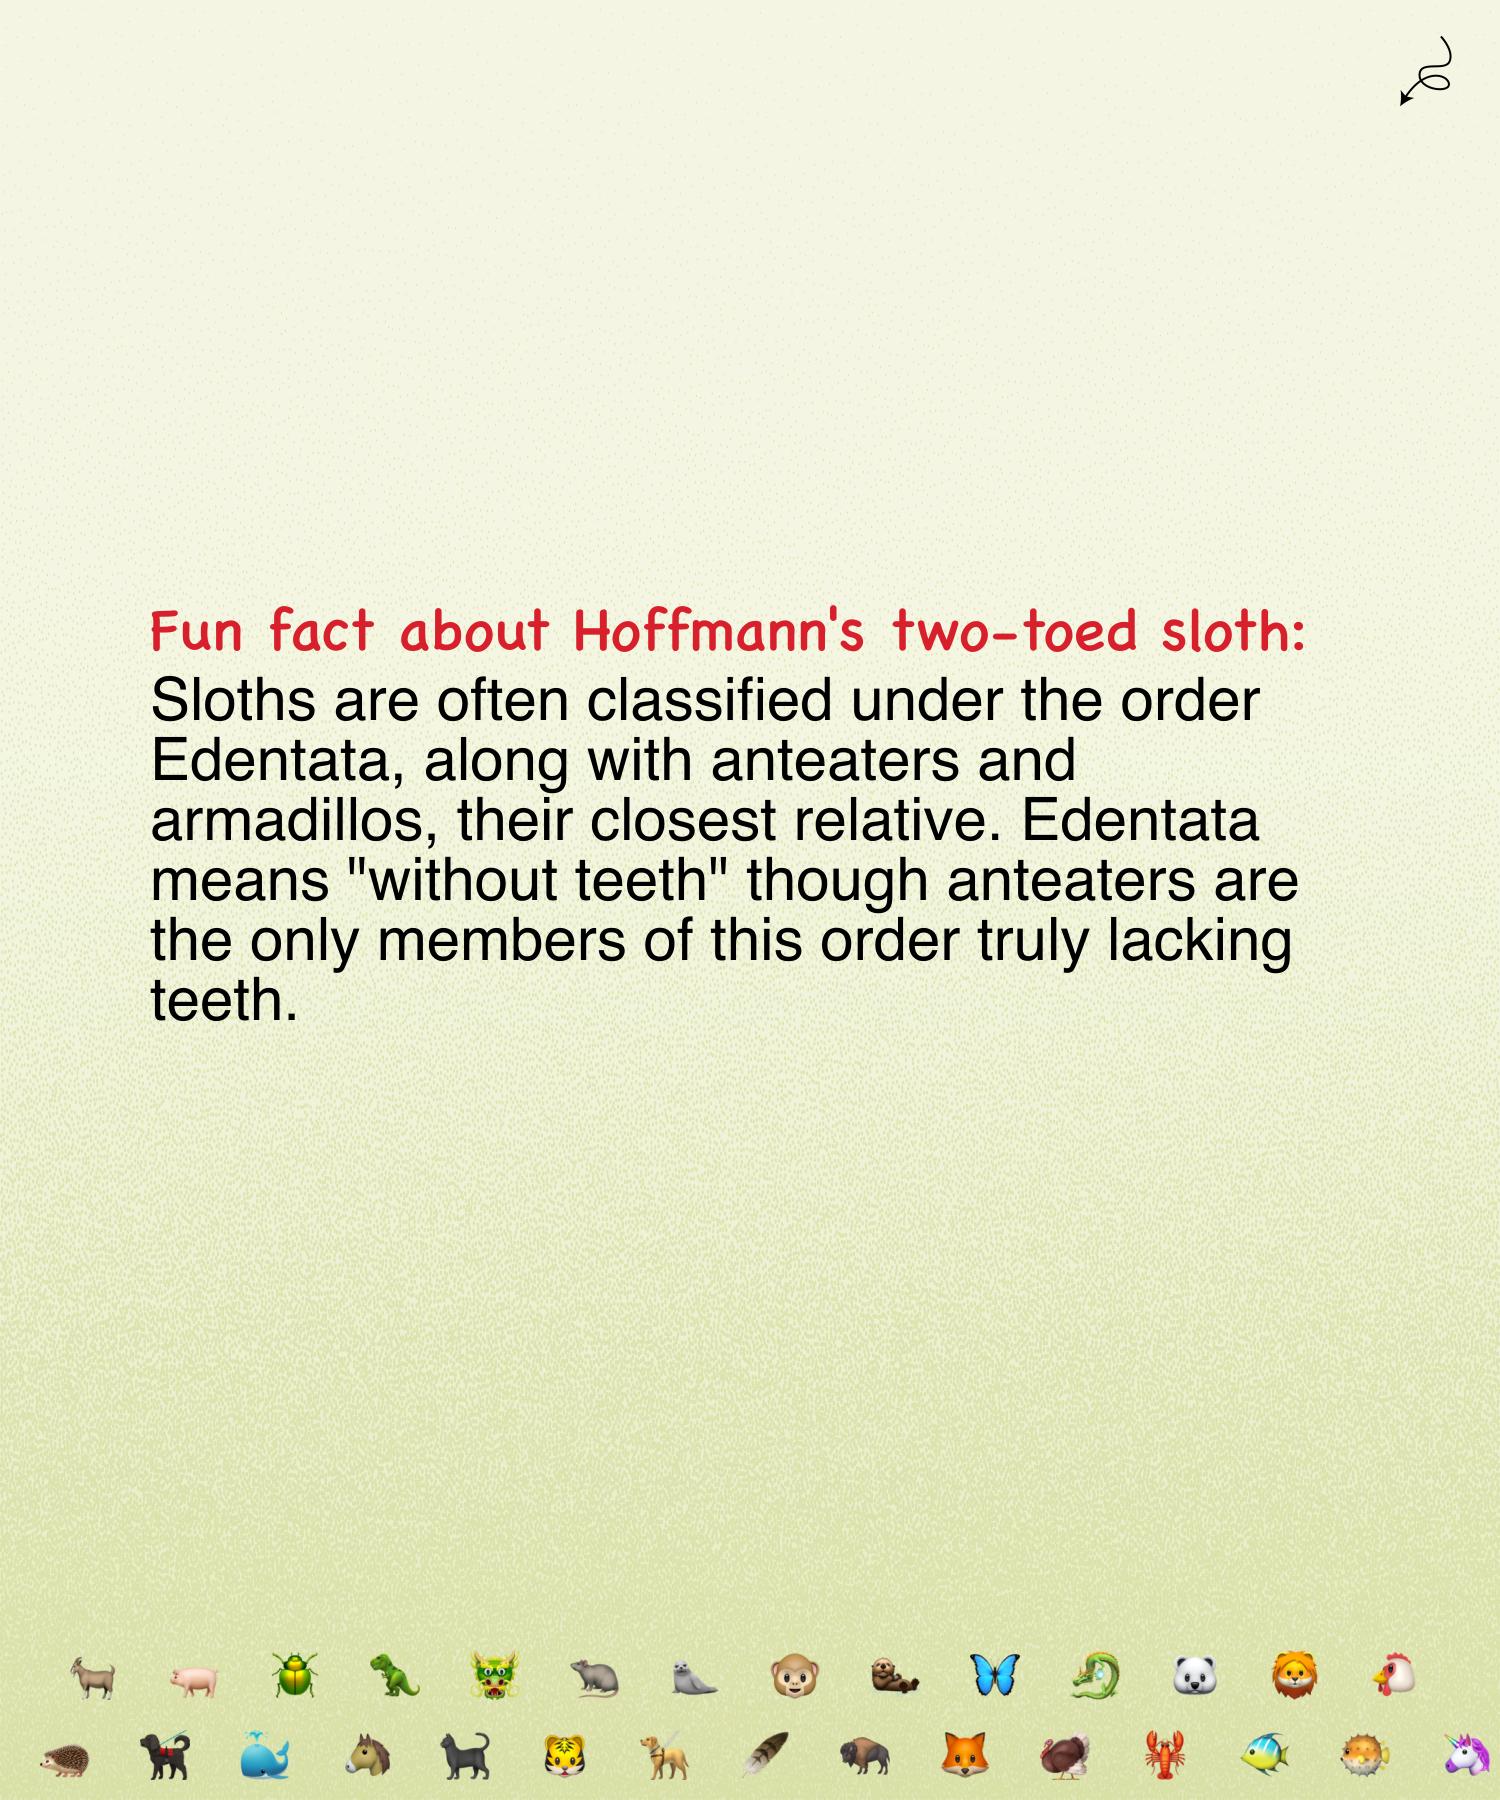 Fun fact about Hoffmann's two-toed sloth:
Sloths are often classified under the order
Edentata, along with anteaters and
armadillos, their closest relative. Edentata
means "without teeth" though anteaters are
the only members of this order truly lacking
teeth.